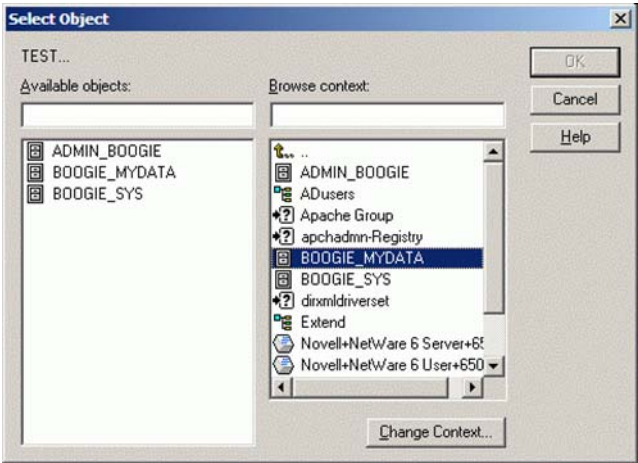 Select Object
TEST...
OK
Available objects:
Browse context:
Cancel
Help
ADMIN_BOOGIE
BOOGIE_MYDATA
BOOGIE_SYS
..
ADMIN_BOOGIE
ADusers
Apache Group
apchadmn-Registry
BOOGIE_MYDATA
BOOGIE_SYS
dirxmldriverset
Extend
Novell+NetWare 6 Server+65
Novell+NetWare 6 User+650
Change Context...